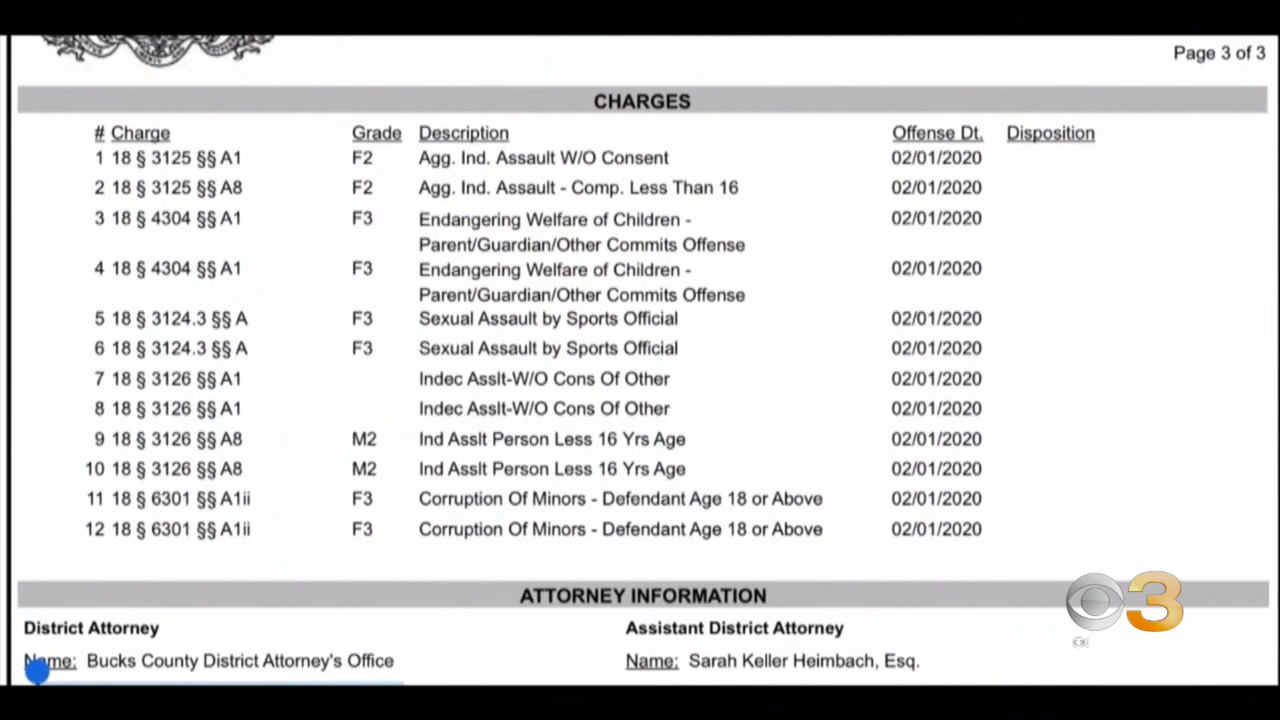 Page 3 of 3
CHARGES
# Charge Grade Description Offense Dt. Disposition
1 18 § 3125 §§ A1 F2 Agg. Ind. Assault W/O Consent 02/01/2020
2 18 § 3125 §§ A8 F2 Agg. Ind. Assault - Comp. Less Than 16 02/01/2020
3 18 § 4304 §§ A1 F3 Endangering Welfare of Children - 02/01/2020
Parent/Guardian/Other Commits Offense
4 18 § 4304 §§ A1 F3 Endangering Welfare of Children - 02/01/2020
Parent/Guardian/Other Commits Offense
5 18 § 3124.3 §§ A F3 Sexual Assault by Sports Official 02/01/2020
6 18 § 3124.3 §§ A F3 Sexual Assault by Sports Official 02/01/2020
7 18 § 3126 §§ A1 Indec Asslt-W/O Cons Of Other 02/01/2020
8 18 § 3126 §§ A1 Indec Asslt-W/O Cons Of Other 02/01/2020
9 18 § 3126 §§ A8 M2 Ind Asslt Person Less 16 Yrs Age 02/01/2020
10 18 § 3126 §§ A8 M2 Ind Asslt Person Less 16 Yrs Age 02/01/2020
11 18 § 6301 §§ A1ii F3 Corruption Of Minors - Defendant Age 18 or Above 02/01/2020
12 18 § 6301 §§ A1ii F3 Corruption Of Minors - Defendant Age 18 or Above 02/01/2020
ATTORNEY INFORMATION
District Attorney Assistant District Attorney
Name: Bucks County District Attorney's Office Name: Sarah Keller Heimbach, Esq.
3